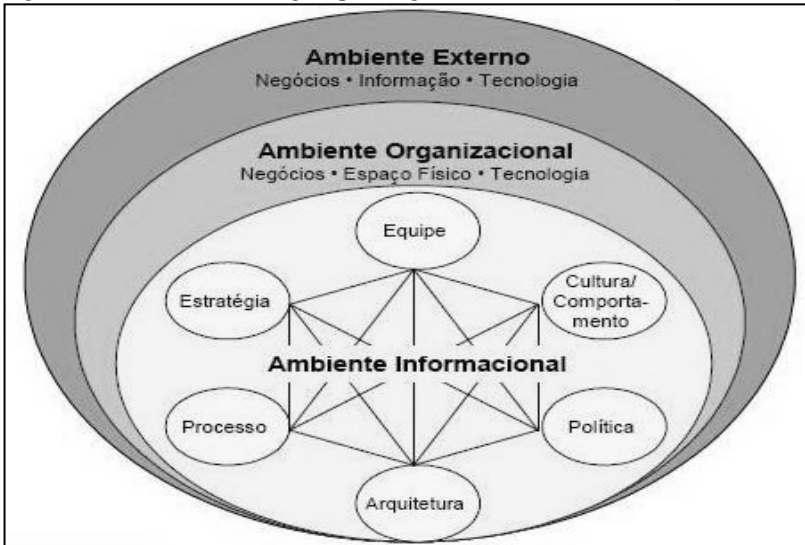 Ambiente Externo
Negócios • Informação • Tecnologia
Ambiente Organizacional
Negócios • Espaço Físico • Tecnologia
Equipe
Estratégia
Cultura/
Comporta-
mento
Ambiente Informacional
Processo
Política
Arquitetura